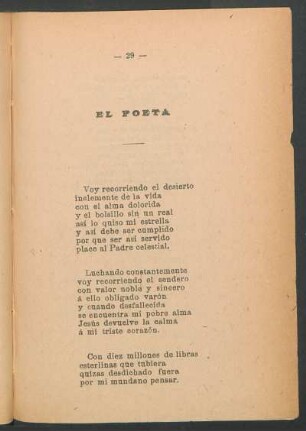 — 29 —
EL POETA
Voy recorriendo el desierto
inclemente de la vida
con el alma dolorida
y el bolsillo sin un real
así lo quiso mi estrella
y así debe ser cumplido
por que ser así servido
place al Padre celestial.
Luchando constantemente
voy recorriendo el sendero
con valor noble y sincero
á ello obligado varón
y cuando desfallecida
se encuentra mi pobre alma
Jesús devuelve la calma
á mi triste corazón.
Con diez millones de libras
esterlinas que tubiera
quizas desdichado fuera
por mi mundano pensar.